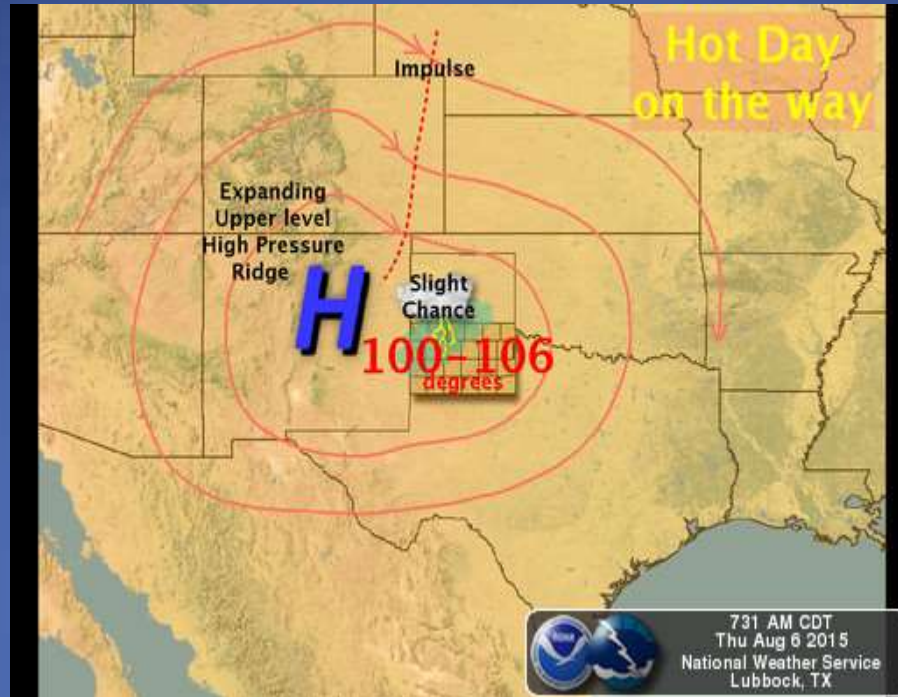 Hot Day
on the way
Impulse
Expanding
Upper level
High Pressure
Ridge
H
Slight
Chance
100-106
degrees
NOAA
731 AM CDT
Thu Aug 6 2015
National Weather Service
Lubbock, TX